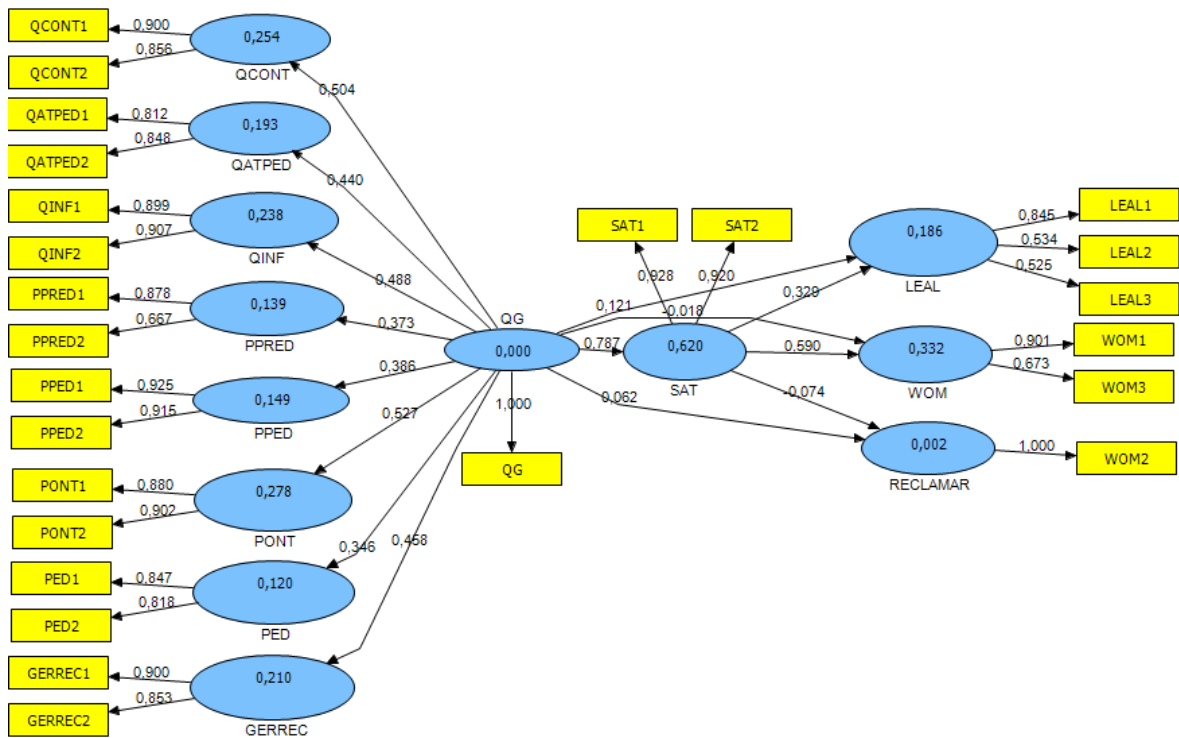 QCONT1
0,900
QCONT2
0,856
0,254
QCONT
0,504
QATPED1
0,812
QATPED2
0,848
0,193
QATPED
0,440
QINF1
0,899
QINF2
0,907
0,238
QINF
0,488
PPRED1
0,878
PPRED2
0,667
0,139
PPRED
0,373
PPED1
0,925
PPED2
0,915
0,149
PPED
0,386
PONT1
0,880
PONT2
0,902
0,278
PONT
0,527
PED1
0,847
PED2
0,818
0,120
PED
0,346
GERREC1
0,900
GERREC2
0,853
0,210
GERREC
0,458
QG
0,000
1,000
QG
0,787
SAT1
SAT2
0,928
0,920
0,620
SAT
0,121
-0,018
0,062
0,329
0,590
-0,074
0,186
LEAL
0,845
LEAL1
0,534
LEAL2
0,525
LEAL3
0,332
WOM
0,901
WOM1
0,673
WOM3
0,002
RECLAMAR
1,000
WOM2